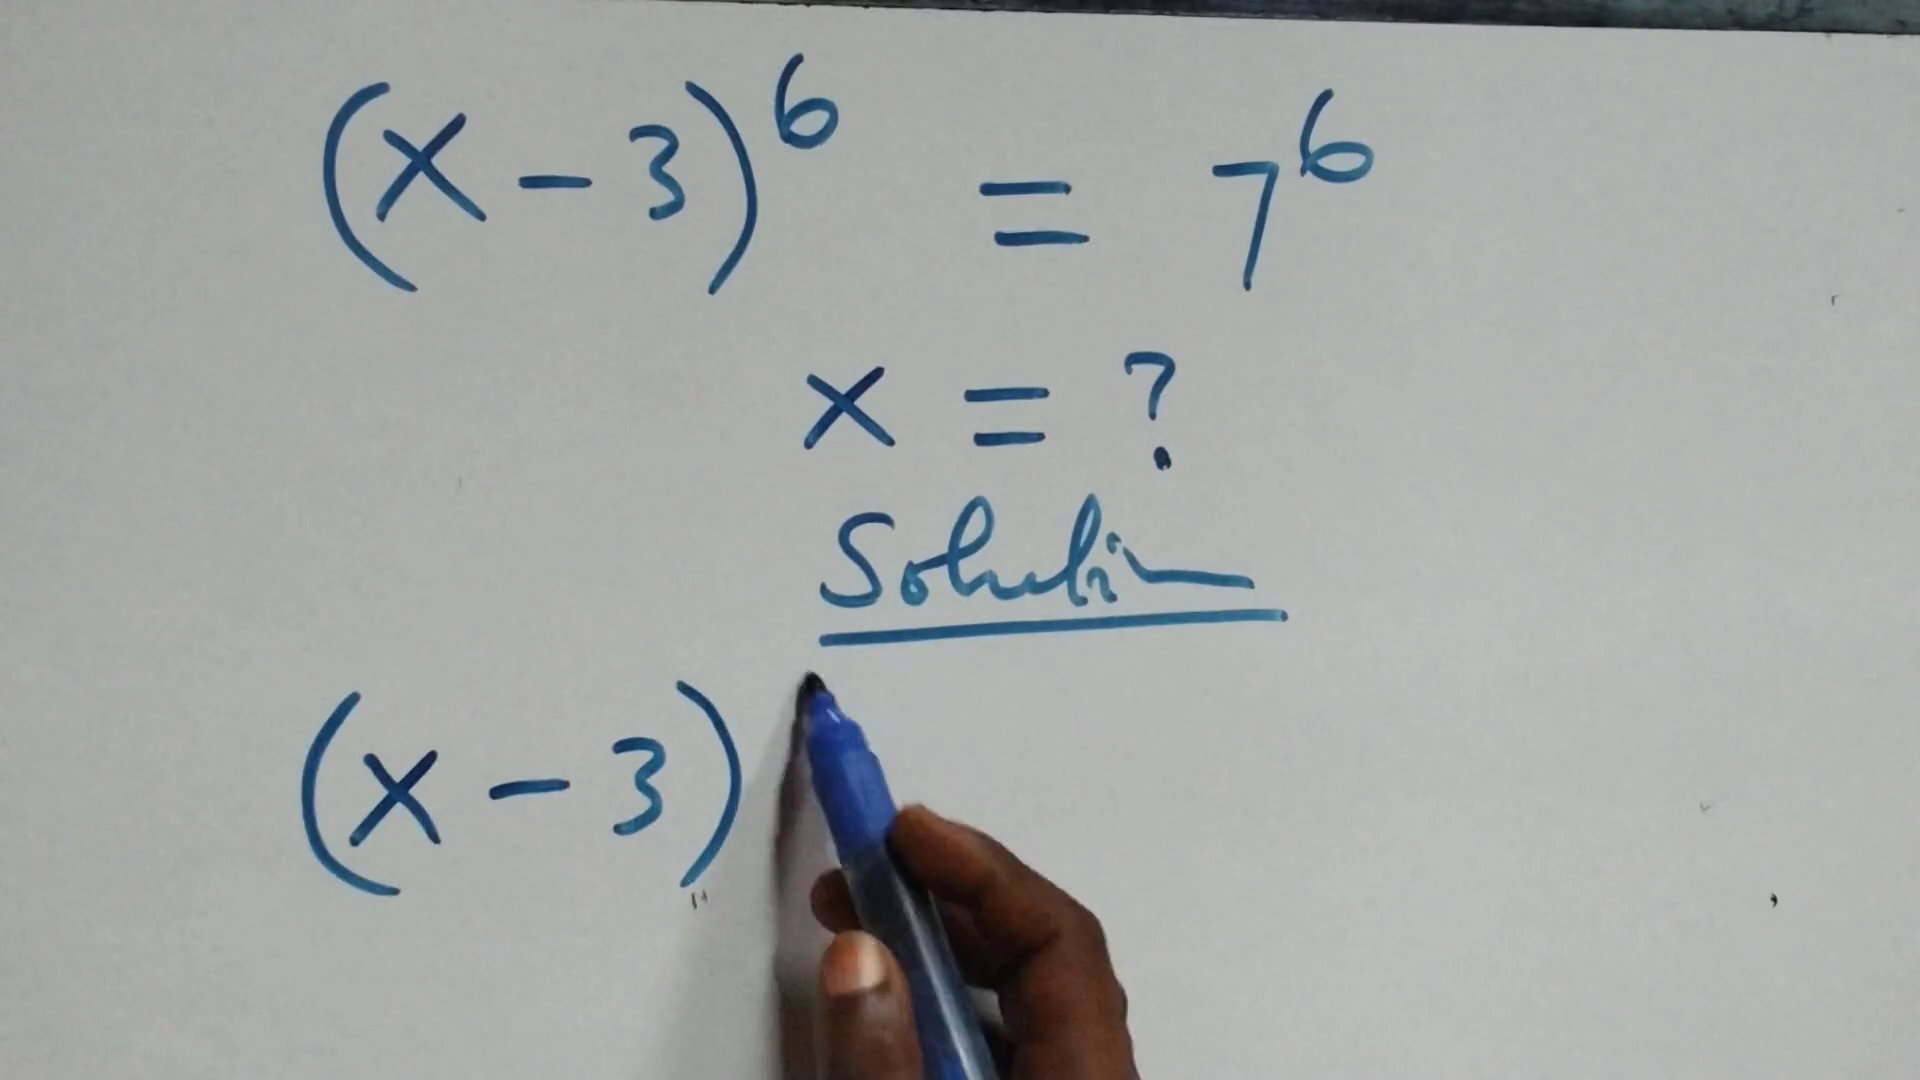 (x - 3)⁶ = 7⁶
x = ?
Solution
(x - 3)